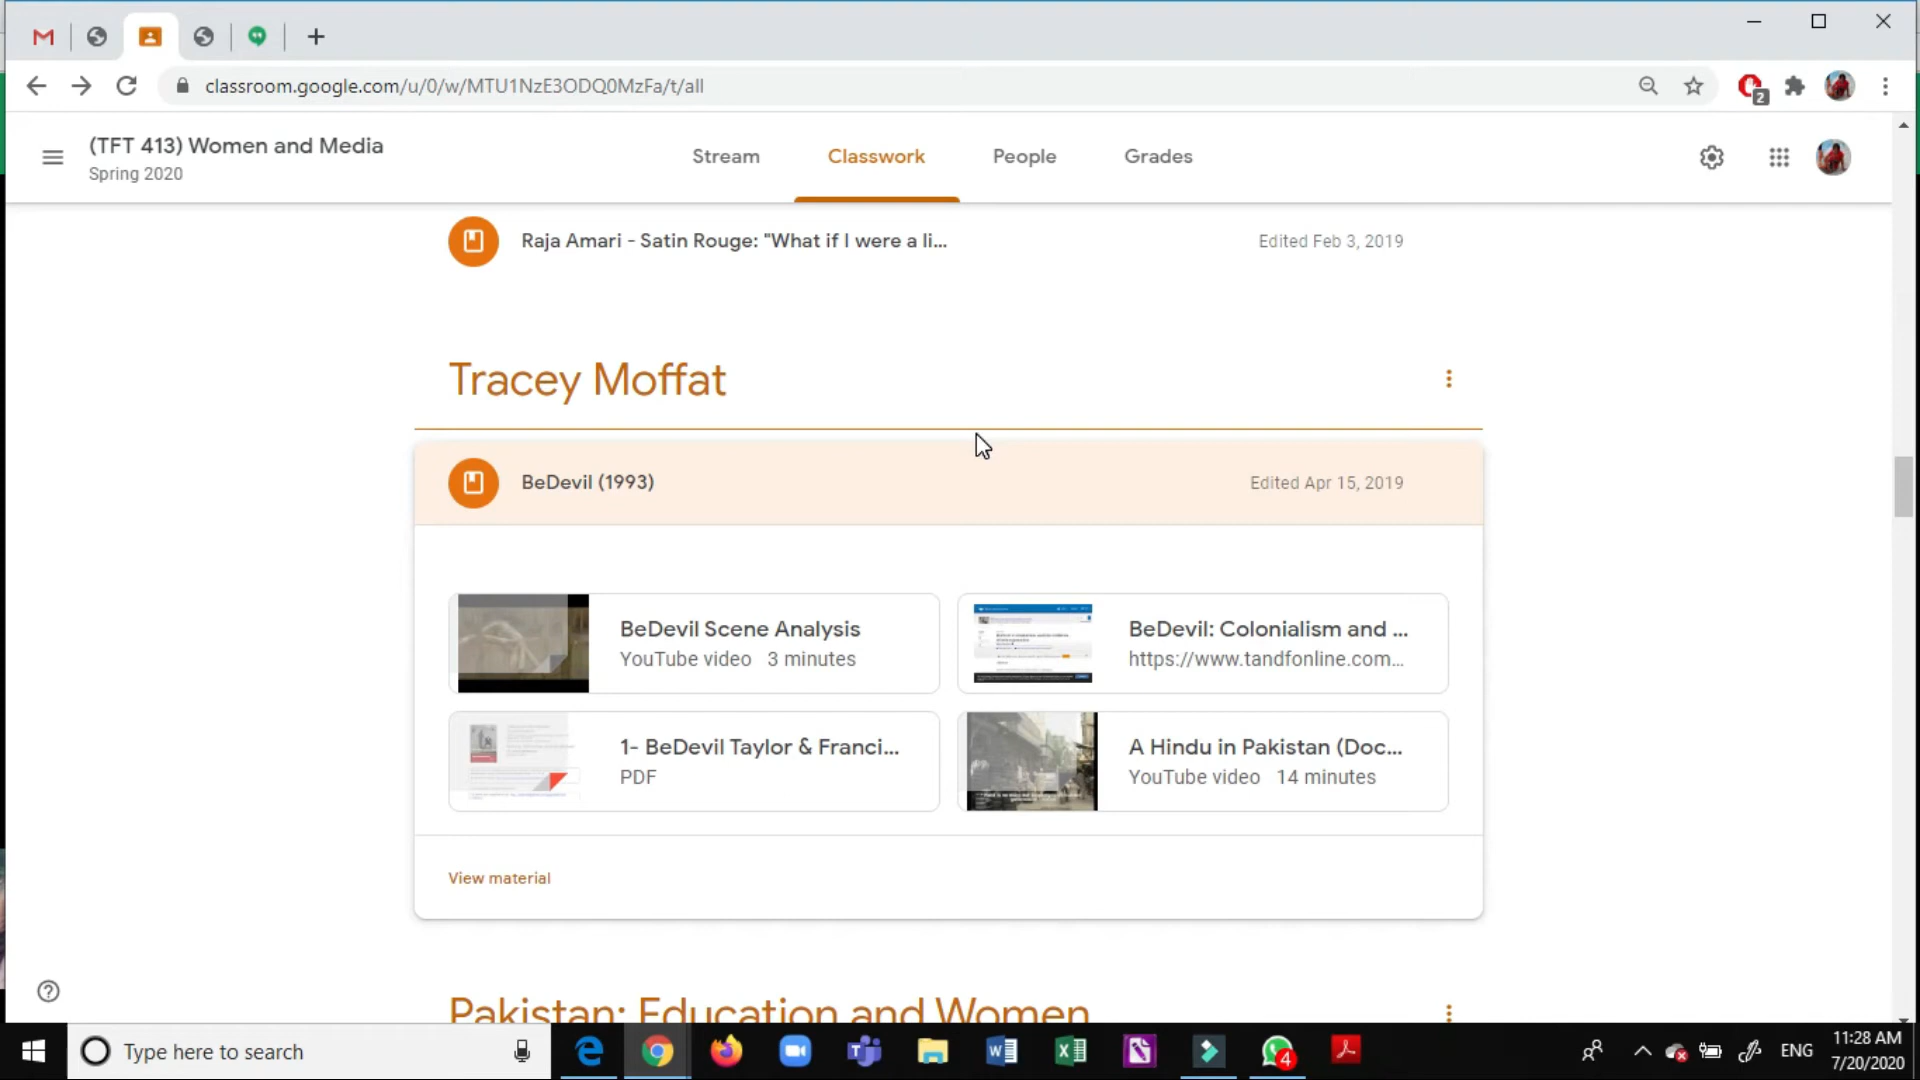 classroom.google.com/u/0/w/MTU1NzE3ODQ0MzFa/t/all
2
(TFT 413) Women and Media
Spring 2020
Stream
Classwork
People
Grades
Raja Amari - Satin Rouge: "What if I were a li...
Edited Feb 3, 2019
Tracey Moffat
BeDevil (1993)
Edited Apr 15, 2019
BeDevil Scene Analysis
YouTube video 3 minutes
BeDevil: Colonialism and ...
https://www.tandfonline.com...
1- BeDevil Taylor & Franci...
PDF
A Hindu in Pakistan (Doc...
YouTube video 14 minutes
View material
Pakistan: Education and Women
Type here to search
4
ENG
11:28 AM
7/20/2020